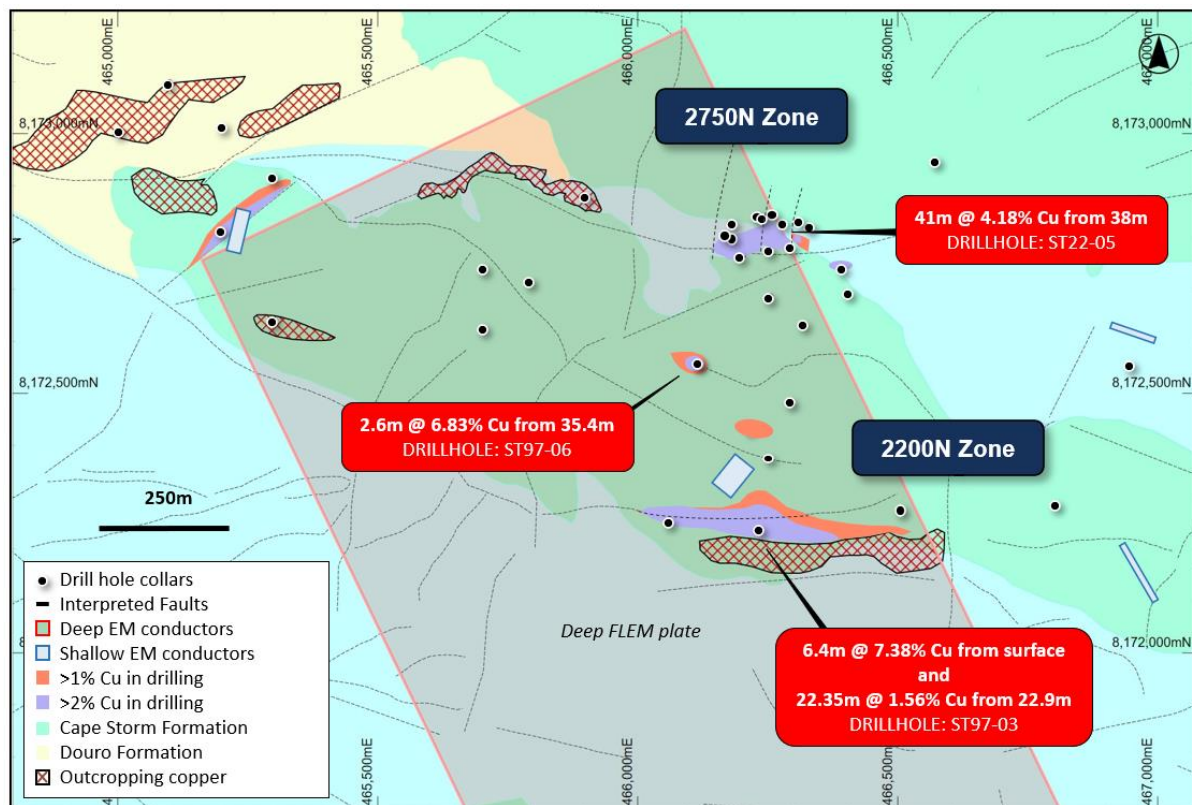 465,000mE
465,500mE
466,000mE
466,500mE
467,000mE
2750N Zone
8,173,000mN
8,173,000mN
41m @ 4.18% Cu from 38m
DRILLHOLE: ST22-05
8,172,500mN
8,172,500mN
2.6m @ 6.83% Cu from 35.4m
DRILLHOLE: ST97-06
2200N Zone
250m
Drill hole collars
Interpreted Faults
Deep EM conductors
Shallow EM conductors
>1% Cu in drilling
>2% Cu in drilling
Cape Storm Formation
Douro Formation
Outcropping copper
Deep FLEM plate
8,172,000mN
6.4m @ 7.38% Cu from surface
and
22.35m @ 1.56% Cu from 22.9m
DRILLHOLE: ST97-03
465,500mE
466,000mE
466,500mE
467,000mE